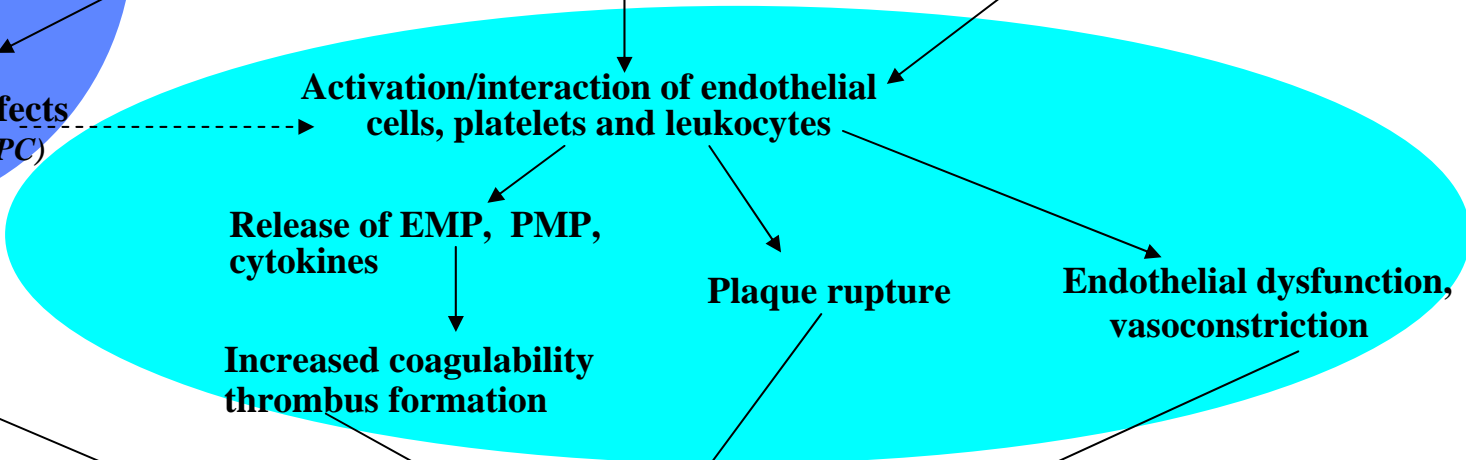 Activation/interaction of endothelial
fects
cells, platelets and leukocytes
PC)
Release of EMP, PMP,
cytokines
Endothelial dysfunction,
Plaque rupture
vasoconstriction
Increased coagulability
thrombus formation